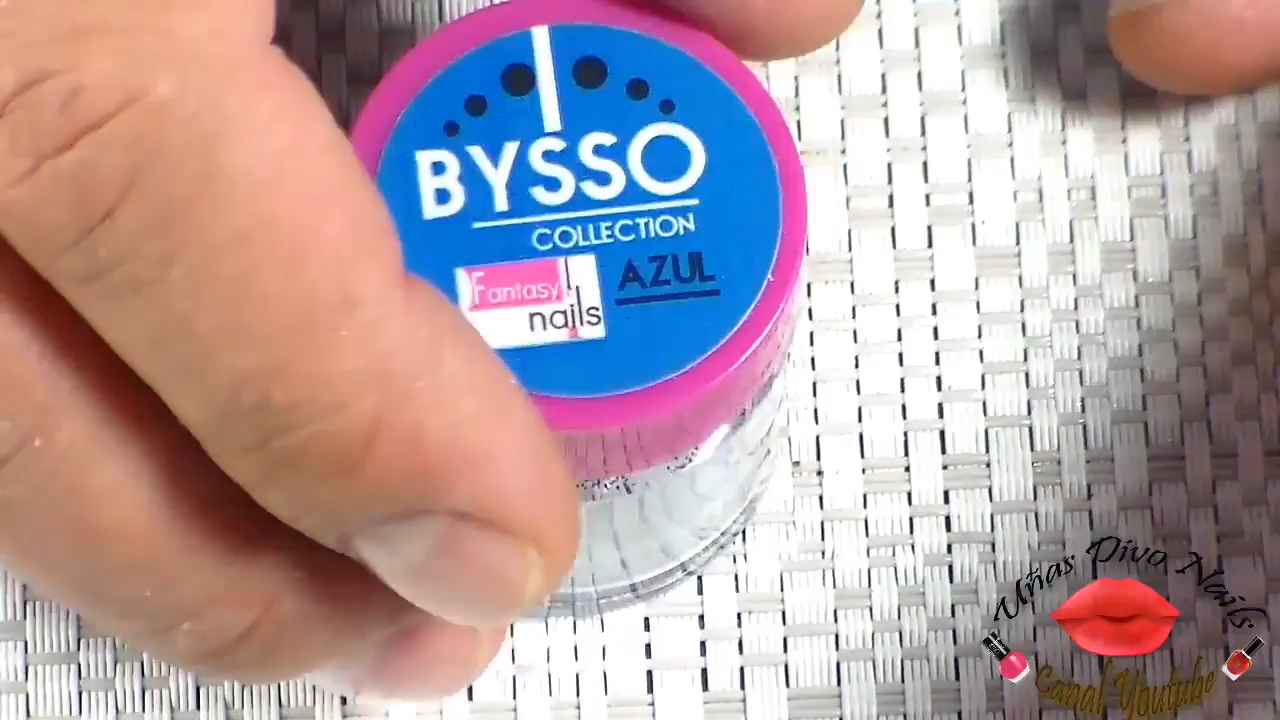 BYSSO
COLLECTION
AZUL
Fantasy
nails
Uñas Diva Nails
Canal Youtube